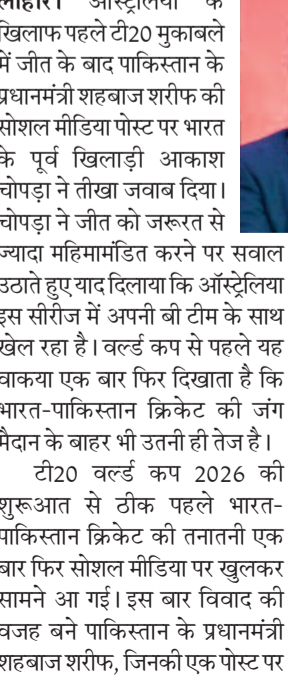 लाहौर। ऑस्ट्रेलिया के
खिलाफ पहले टी20 मुकाबले
में जीत के बाद पाकिस्तान के
प्रधानमंत्री शहबाज शरीफ की
सोशल मीडिया पोस्ट पर भारत
के पूर्व खिलाड़ी आकाश
चोपड़ा ने तीखा जवाब दिया।
चोपड़ा ने जीत को जरूरत से
ज्यादा महिमामंडित करने पर सवाल
उठाते हुए याद दिलाया कि ऑस्ट्रेलिया
इस सीरीज में अपनी बी टीम के साथ
खेल रहा है। वर्ल्ड कप से पहले यह
वाकया एक बार फिर दिखाता है कि
भारत-पाकिस्तान क्रिकेट की जंग
मैदान के बाहर भी उतनी ही तेज है।
टी20 वर्ल्ड कप 2026 की
शुरूआत से ठीक पहले भारत-
पाकिस्तान क्रिकेट की तनातनी एक
बार फिर सोशल मीडिया पर खुलकर
सामने आ गई। इस बार विवाद की
वजह बने पाकिस्तान के प्रधानमंत्री
शहबाज शरीफ, जिनकी एक पोस्ट पर